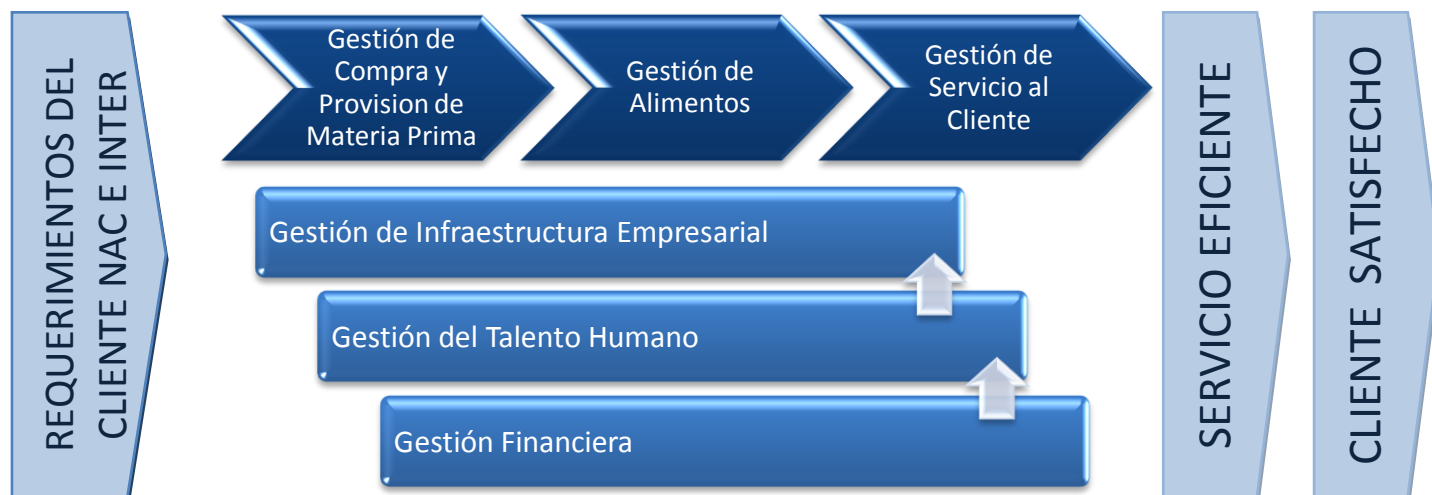 REQUERIMIENTOS DEL
CLIENTE NAC E INTER
Gestión de
Compra y
Provision de
Materia Prima
Gestión de
Alimentos
Gestión de
Servicio al
Cliente
Gestión de Infraestructura Empresarial
Gestión del Talento Humano
Gestión Financiera
SERVICIO EFICIENTE
CLIENTE SATISFECHO